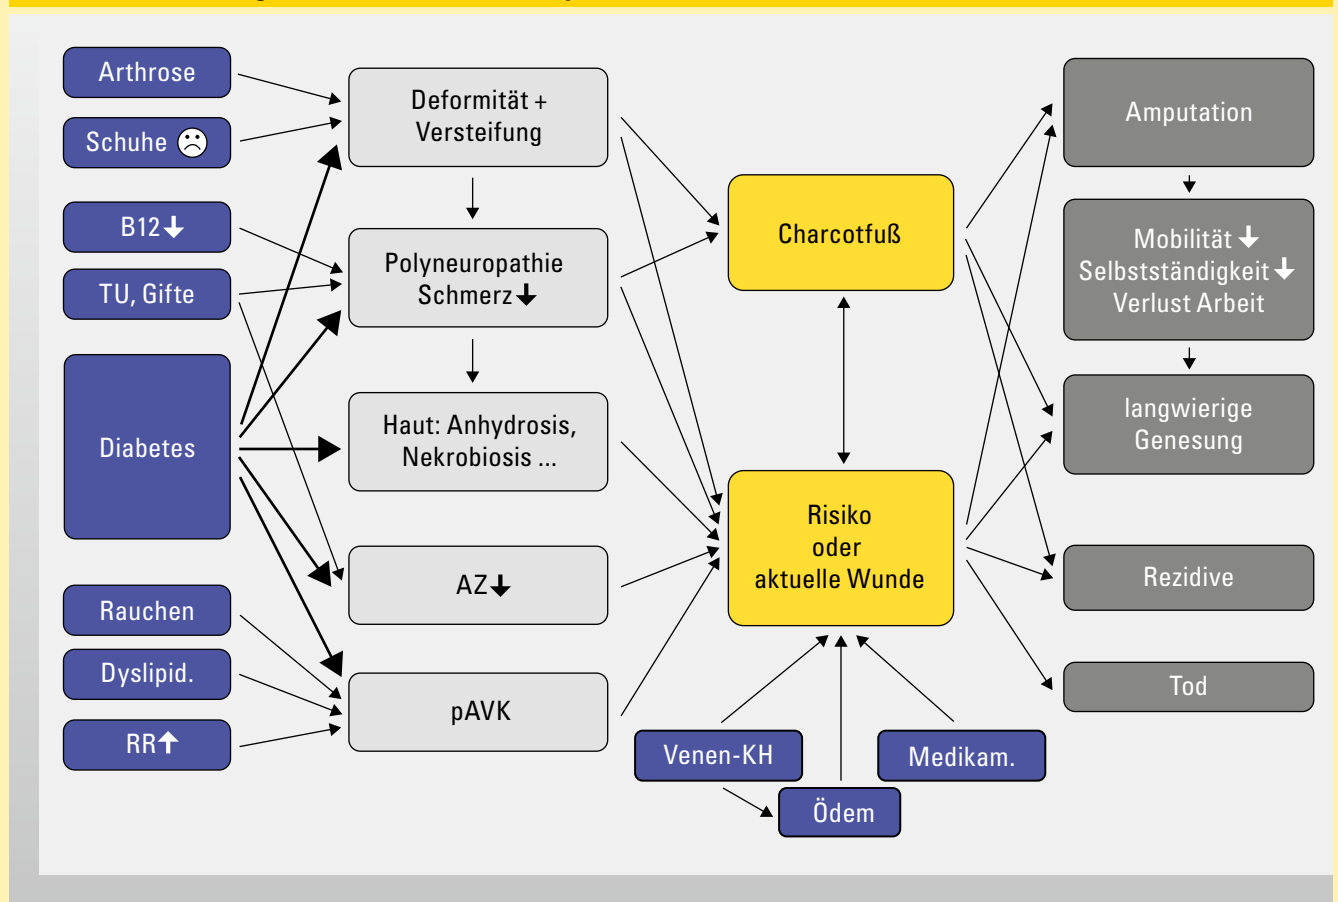 Arthrose
Schuhe
B12↓
TU, Gifte
Diabetes
Rauchen
Dyslipid.
RR↑
Deformität +
Versteifung
Polyneuropathie
Schmerz↓
Haut: Anhydrosis,
Nekrobiosis ...
AZ↓
pAVK
Charcotfuß
Risiko
oder
aktuelle Wunde
Venen-KH
Ödem
Medikam.
Amputation
Mobilität↓
Selbstständigkeit↓
Verlust Arbeit
langwierige
Genesung
Rezidive
Tod